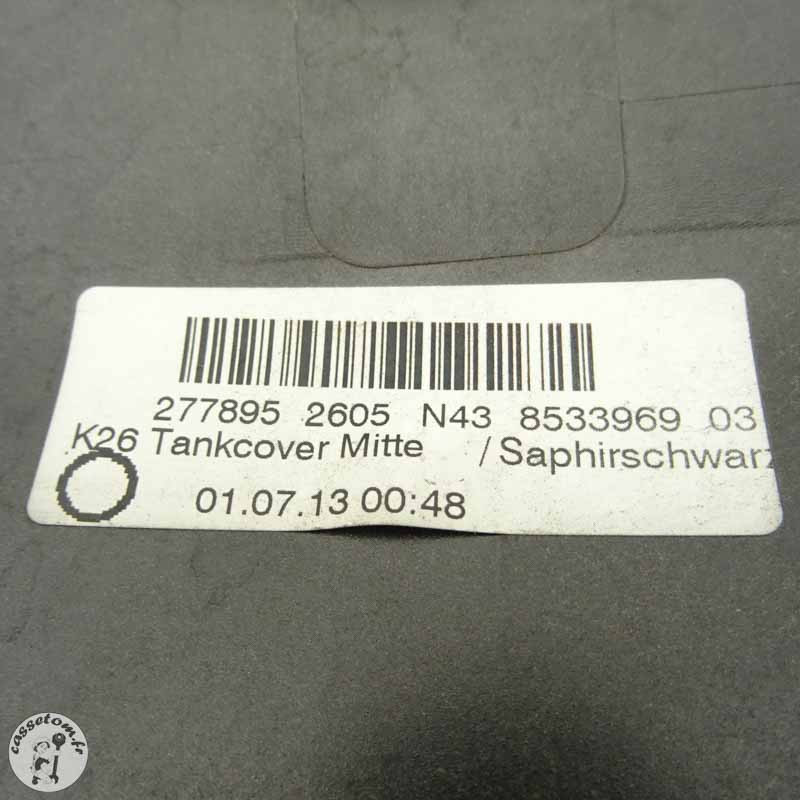 277895 2605 N43 8533969 03
K26 Tankcover Mitte / Saphirschwarz
01.07.13 00:48
cassetom.fr